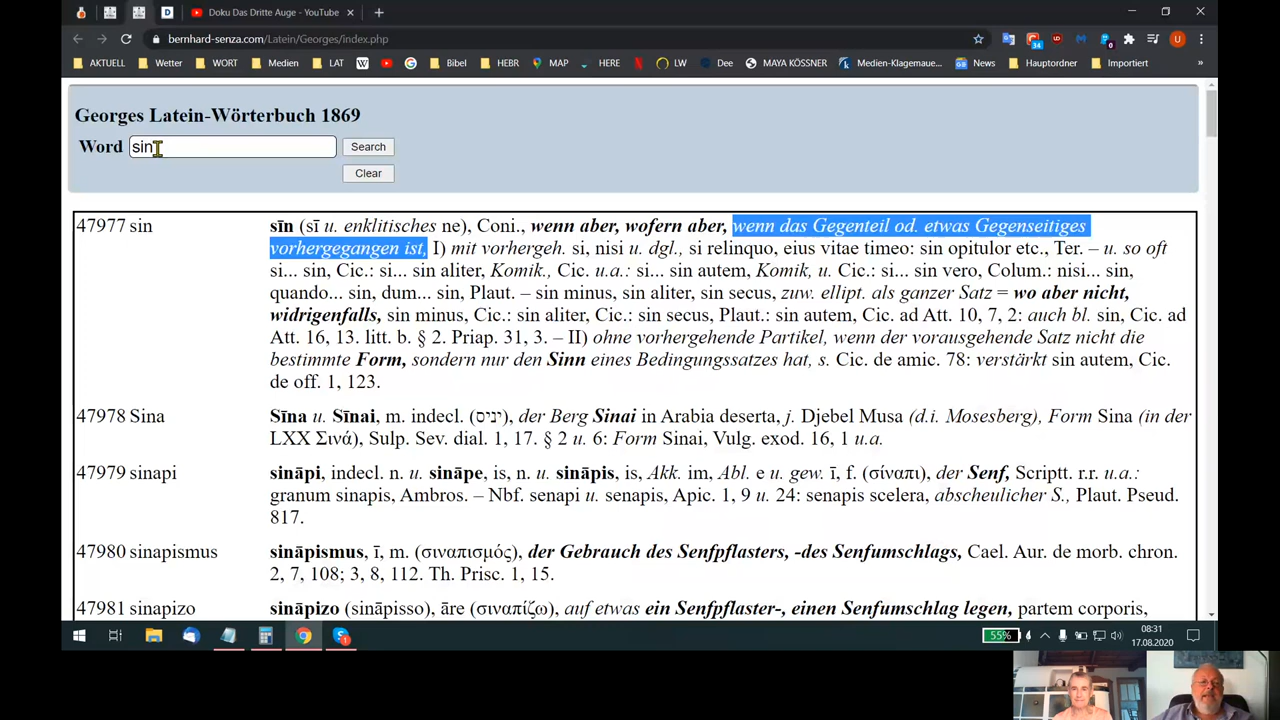 Doku Das Dritte Auge - YouTube
bernhard-senza.com/Latein/Georges/index.php
34
0
U
AKTUELL Wetter WORT Medien LAT Bibel HEBR MAP HERE LW Dee MAYA KÖSSNER Medien-Klagemaue... News Hauptordner Importiert »
Georges Latein-Wörterbuch 1869
Word sin Search
Clear
47977 sin sīn (sī u. enklitisches ne), Coni., wenn aber, wofern aber, wenn das Gegenteil od. etwas Gegenseitiges
vorhergegangen ist, I) mit vorhergeh. si, nisi u. dgl., si relinquo, eius vitae timeo: sin opitulor etc., Ter. – u. so oft
si... sin, Cic.: si... sin aliter, Komik., Cic. u.a.: si... sin autem, Komik, u. Cic.: si... sin vero, Colum.: nisi... sin,
quando... sin, dum... sin, Plaut. – sin minus, sin aliter, sin secus, zuw. ellipt. als ganzer Satz = wo aber nicht,
widrigenfalls, sin minus, Cic.: sin aliter, Cic.: sin secus, Plaut.: sin autem, Cic. ad Att. 10, 7, 2: auch bl. sin, Cic. ad
Att. 16, 13. litt. b. § 2. Priap. 31, 3. – II) ohne vorhergehende Partikel, wenn der vorausgehende Satz nicht die
bestimmte Form, sondern nur den Sinn eines Bedingungssatzes hat, s. Cic. de amic. 78: verstärkt sin autem, Cic.
de off. 1, 123.
47978 Sina Sīna u. Sīnai, m. indecl. (יניס), der Berg Sinai in Arabia deserta, j. Djebel Musa (d.i. Mosesberg), Form Sina (in der
LXX Σινά), Sulp. Sev. dial. 1, 17. § 2 u. 6: Form Sinai, Vulg. exod. 16, 1 u.a.
47979 sinapi sināpi, indecl. n. u. sināpe, is, n. u. sināpis, is, Akk. im, Abl. e u. gew. ī, f. (σίναπι), der Senf, Scriptt. r.r. u.a.:
granum sinapis, Ambros. – Nbf. senapi u. senapis, Apic. 1, 9 u. 24: senapis scelera, abscheulicher S., Plaut. Pseud.
817.
47980 sinapismus sināpismus, ī, m. (σιναπισμός), der Gebrauch des Senfpflasters, -des Senfumschlags, Cael. Aur. de morb. chron.
2, 7, 108; 3, 8, 112. Th. Prisc. 1, 15.
47981 sinapizo sināpizo (sināpisso), āre (σιναπίζω), auf etwas ein Senfpflaster-, einen Senfumschlag legen, partem corporis,
55%
08:31
17.08.2020